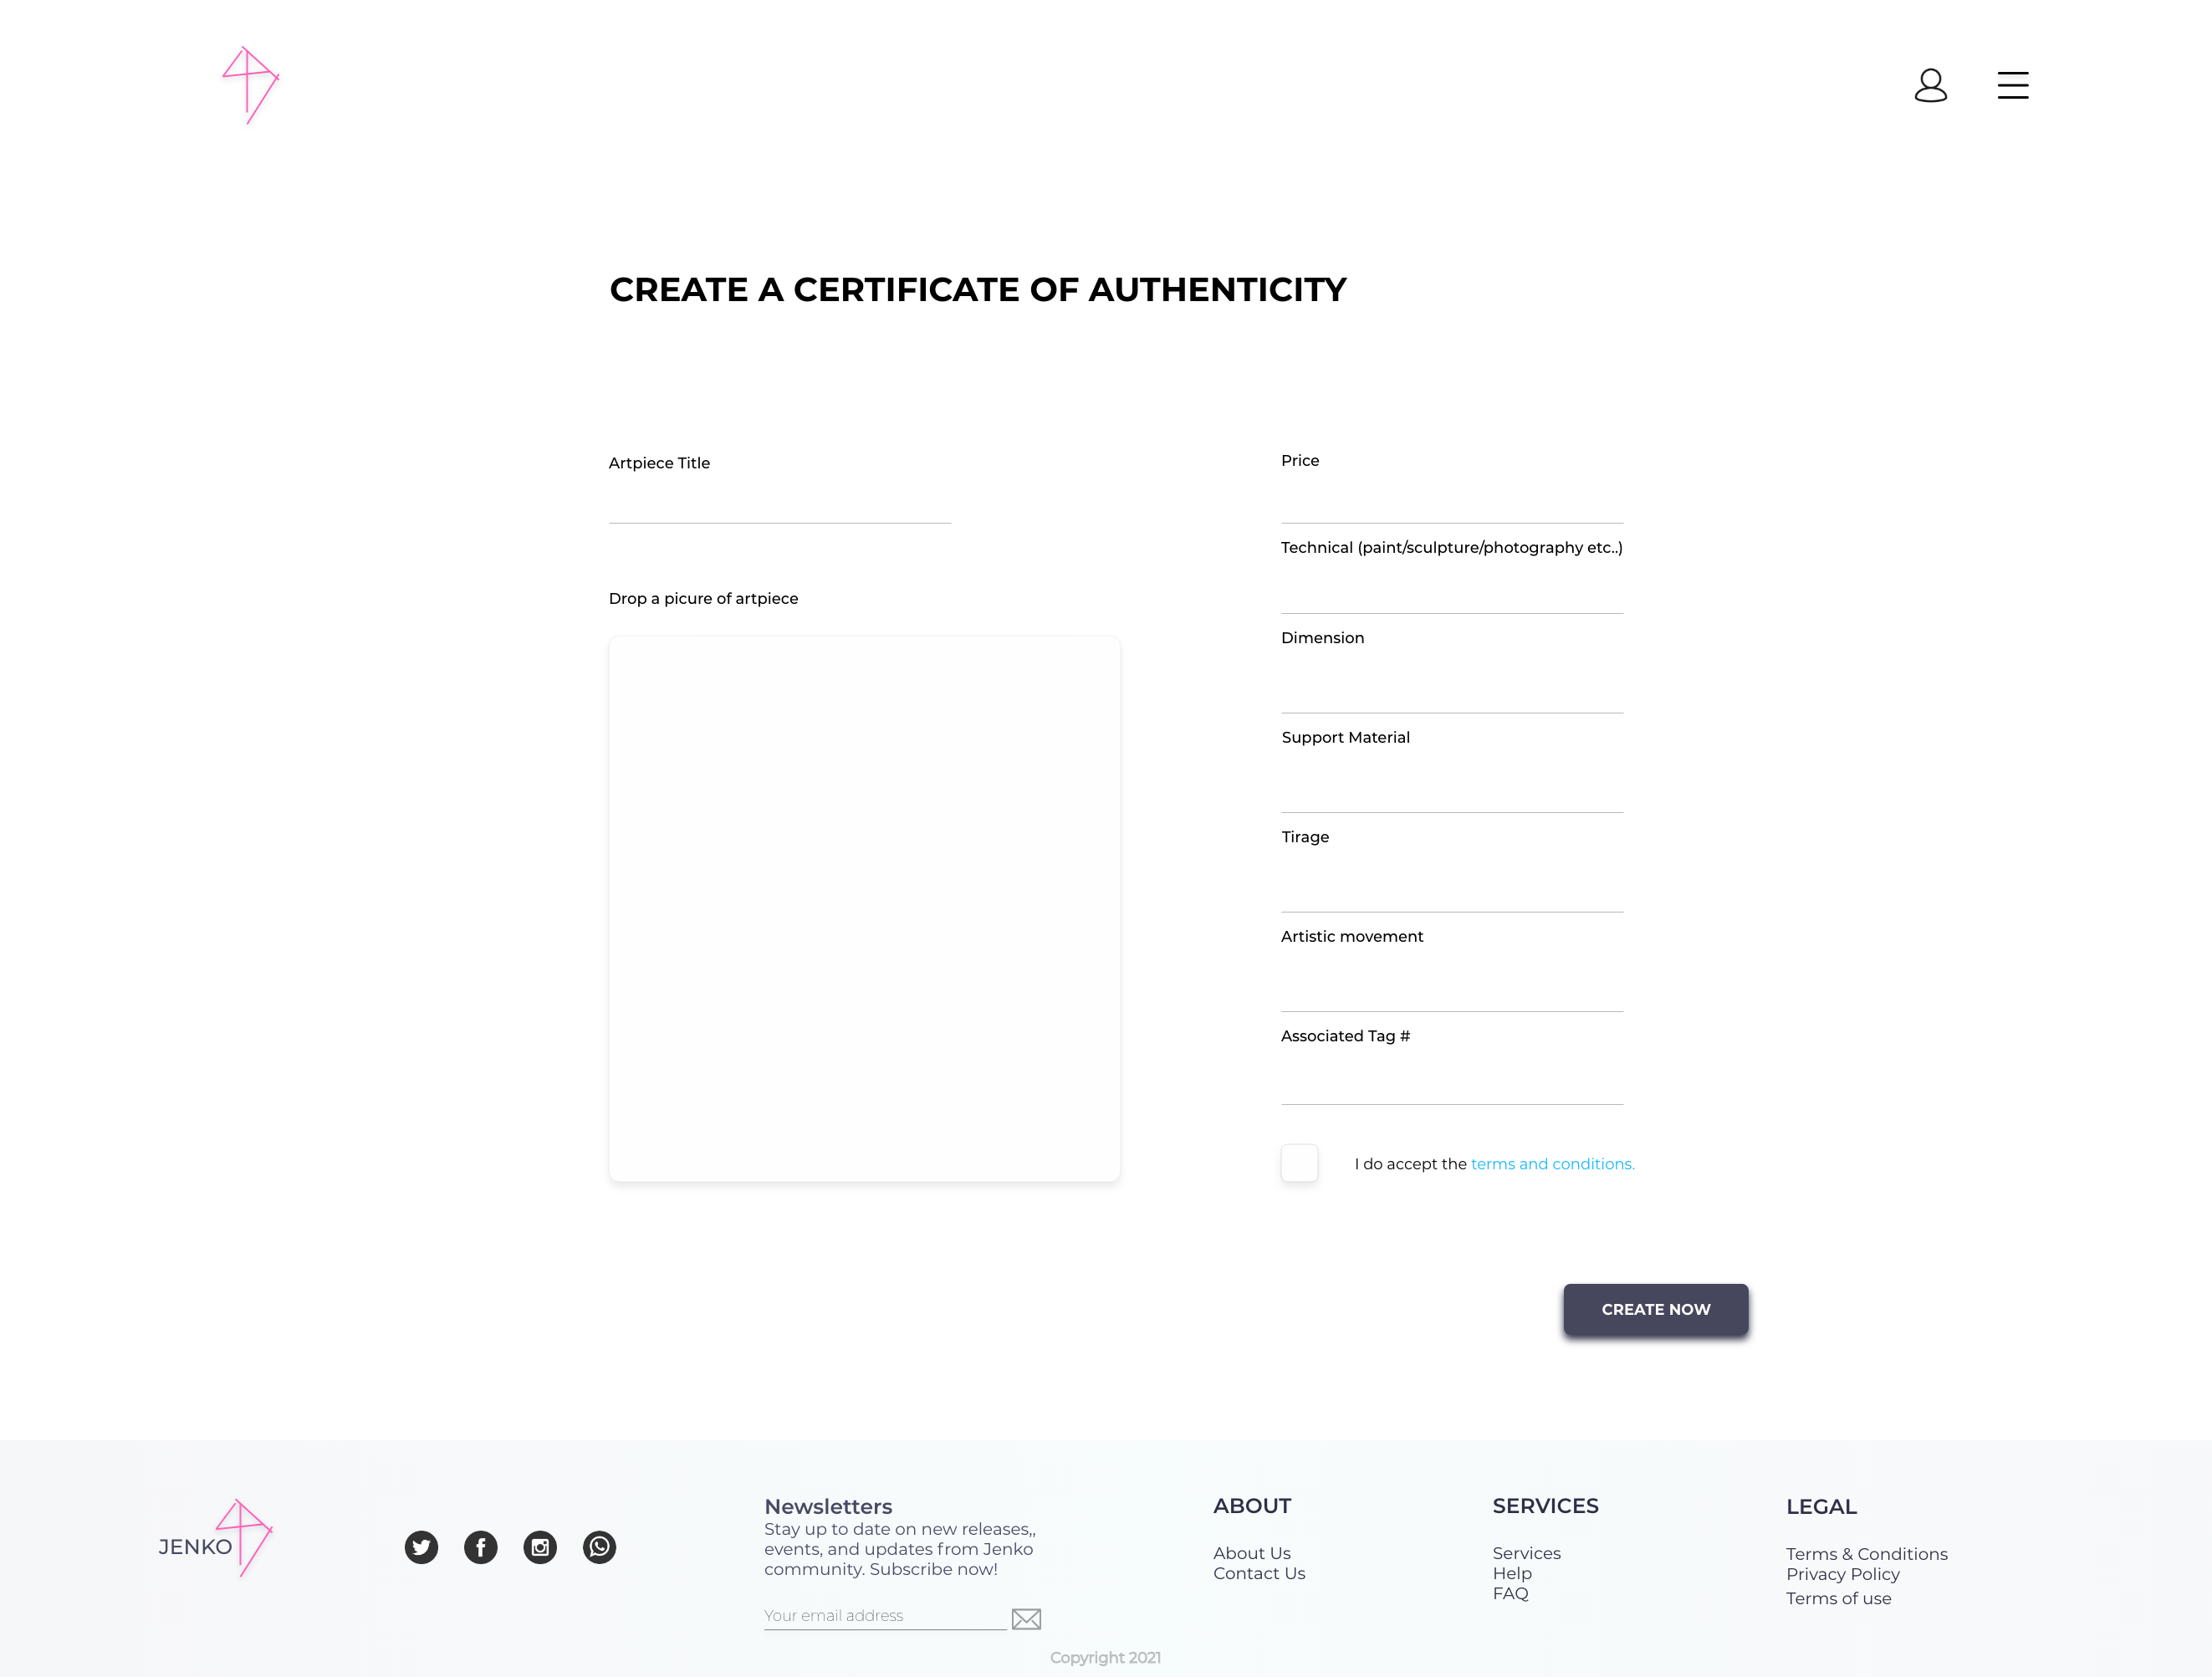 CREATE A CERTIFICATE OF AUTHENTICITY
Artpiece Title
Drop a picure of artpiece
Price
Technical (paint/sculpture/photography etc..)
Dimension
Support Material
Tirage
Artistic movement
Associated Tag #
I do accept the terms and conditions.
CREATE NOW
JENKO
Newsletters
Stay up to date on new releases,,
events, and updates from Jenko
community. Subscribe now!
Your email address
ABOUT
About Us
Contact Us
SERVICES
Services
Help
FAQ
LEGAL
Terms & Conditions
Privacy Policy
Terms of use
Copyright 2021